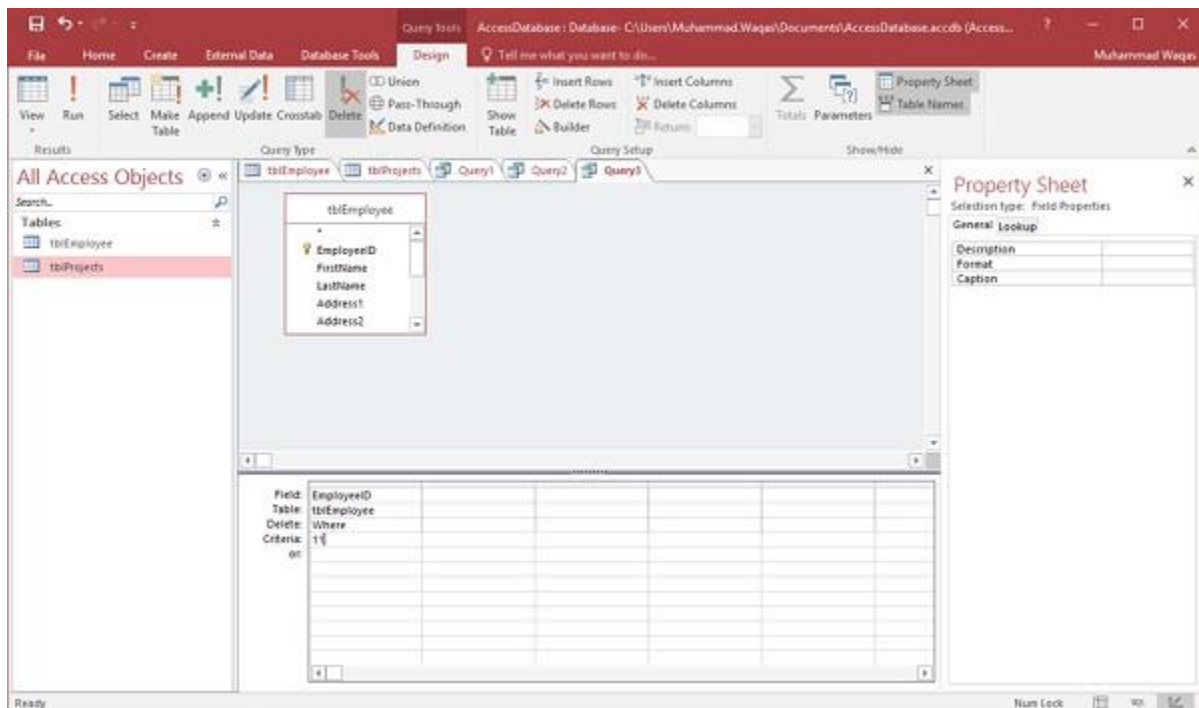 Query Tools AccessDatabase : Database- C:\Users\Muhammad.Waqas\Documents\AccessDatabase.accdb (Access... ?
File Home Create External Data Database Tools Design Tell me what you want to do... Muhammad Waqas
View Run Select Make Table Append Update Crosstab Delete
Union
Pass-Through
Data Definition
Show Table
Insert Rows
Delete Rows
Builder
Insert Columns
Delete Columns
Return:
Totals Parameters
Property Sheet
Table Names
Results Query Type Query Setup Show/Hide
All Access Objects
Search...
Tables
tblEmployee
tblProjects
tblEmployee tblProjects Query1 Query2 Query3
tblEmployee
*
EmployeeID
FirstName
LastName
Address1
Address2
Field: EmployeeID
Table: tblEmployee
Delete: Where
Criteria: 11
or:
Property Sheet
Selection type: Field Properties
General Lookup
Description
Format
Caption
Ready Num Lock SQL